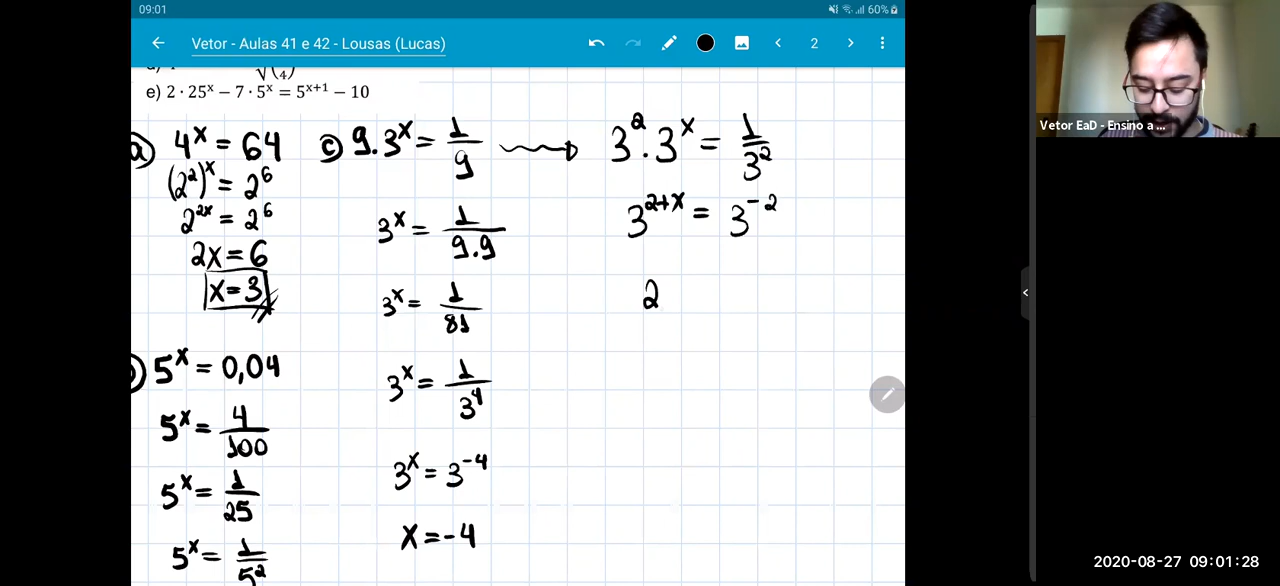 09:01
60%
Vetor - Aulas 41 e 42 - Lousas (Lucas)
2
√(4)
e) 2 · 25ˣ − 7 · 5ˣ = 5ˣ⁺¹ − 10
a) 4ˣ = 64
(2²)ˣ = 2⁶
2²ˣ = 2⁶
2x = 6
x = 3
5ˣ = 0,04
5ˣ = 4/100
5ˣ = 1/25
5ˣ = 1/5²
c) 9.3ˣ = 1/9
3ˣ = 1/9.9
3ˣ = 1/81
3ˣ = 1/3⁴
3ˣ = 3⁻⁴
x = -4
3².3ˣ = 1/3²
3²⁺ˣ = 3⁻²
2
Vetor EaD - Ensino a ...
2020-08-27 09:01:28